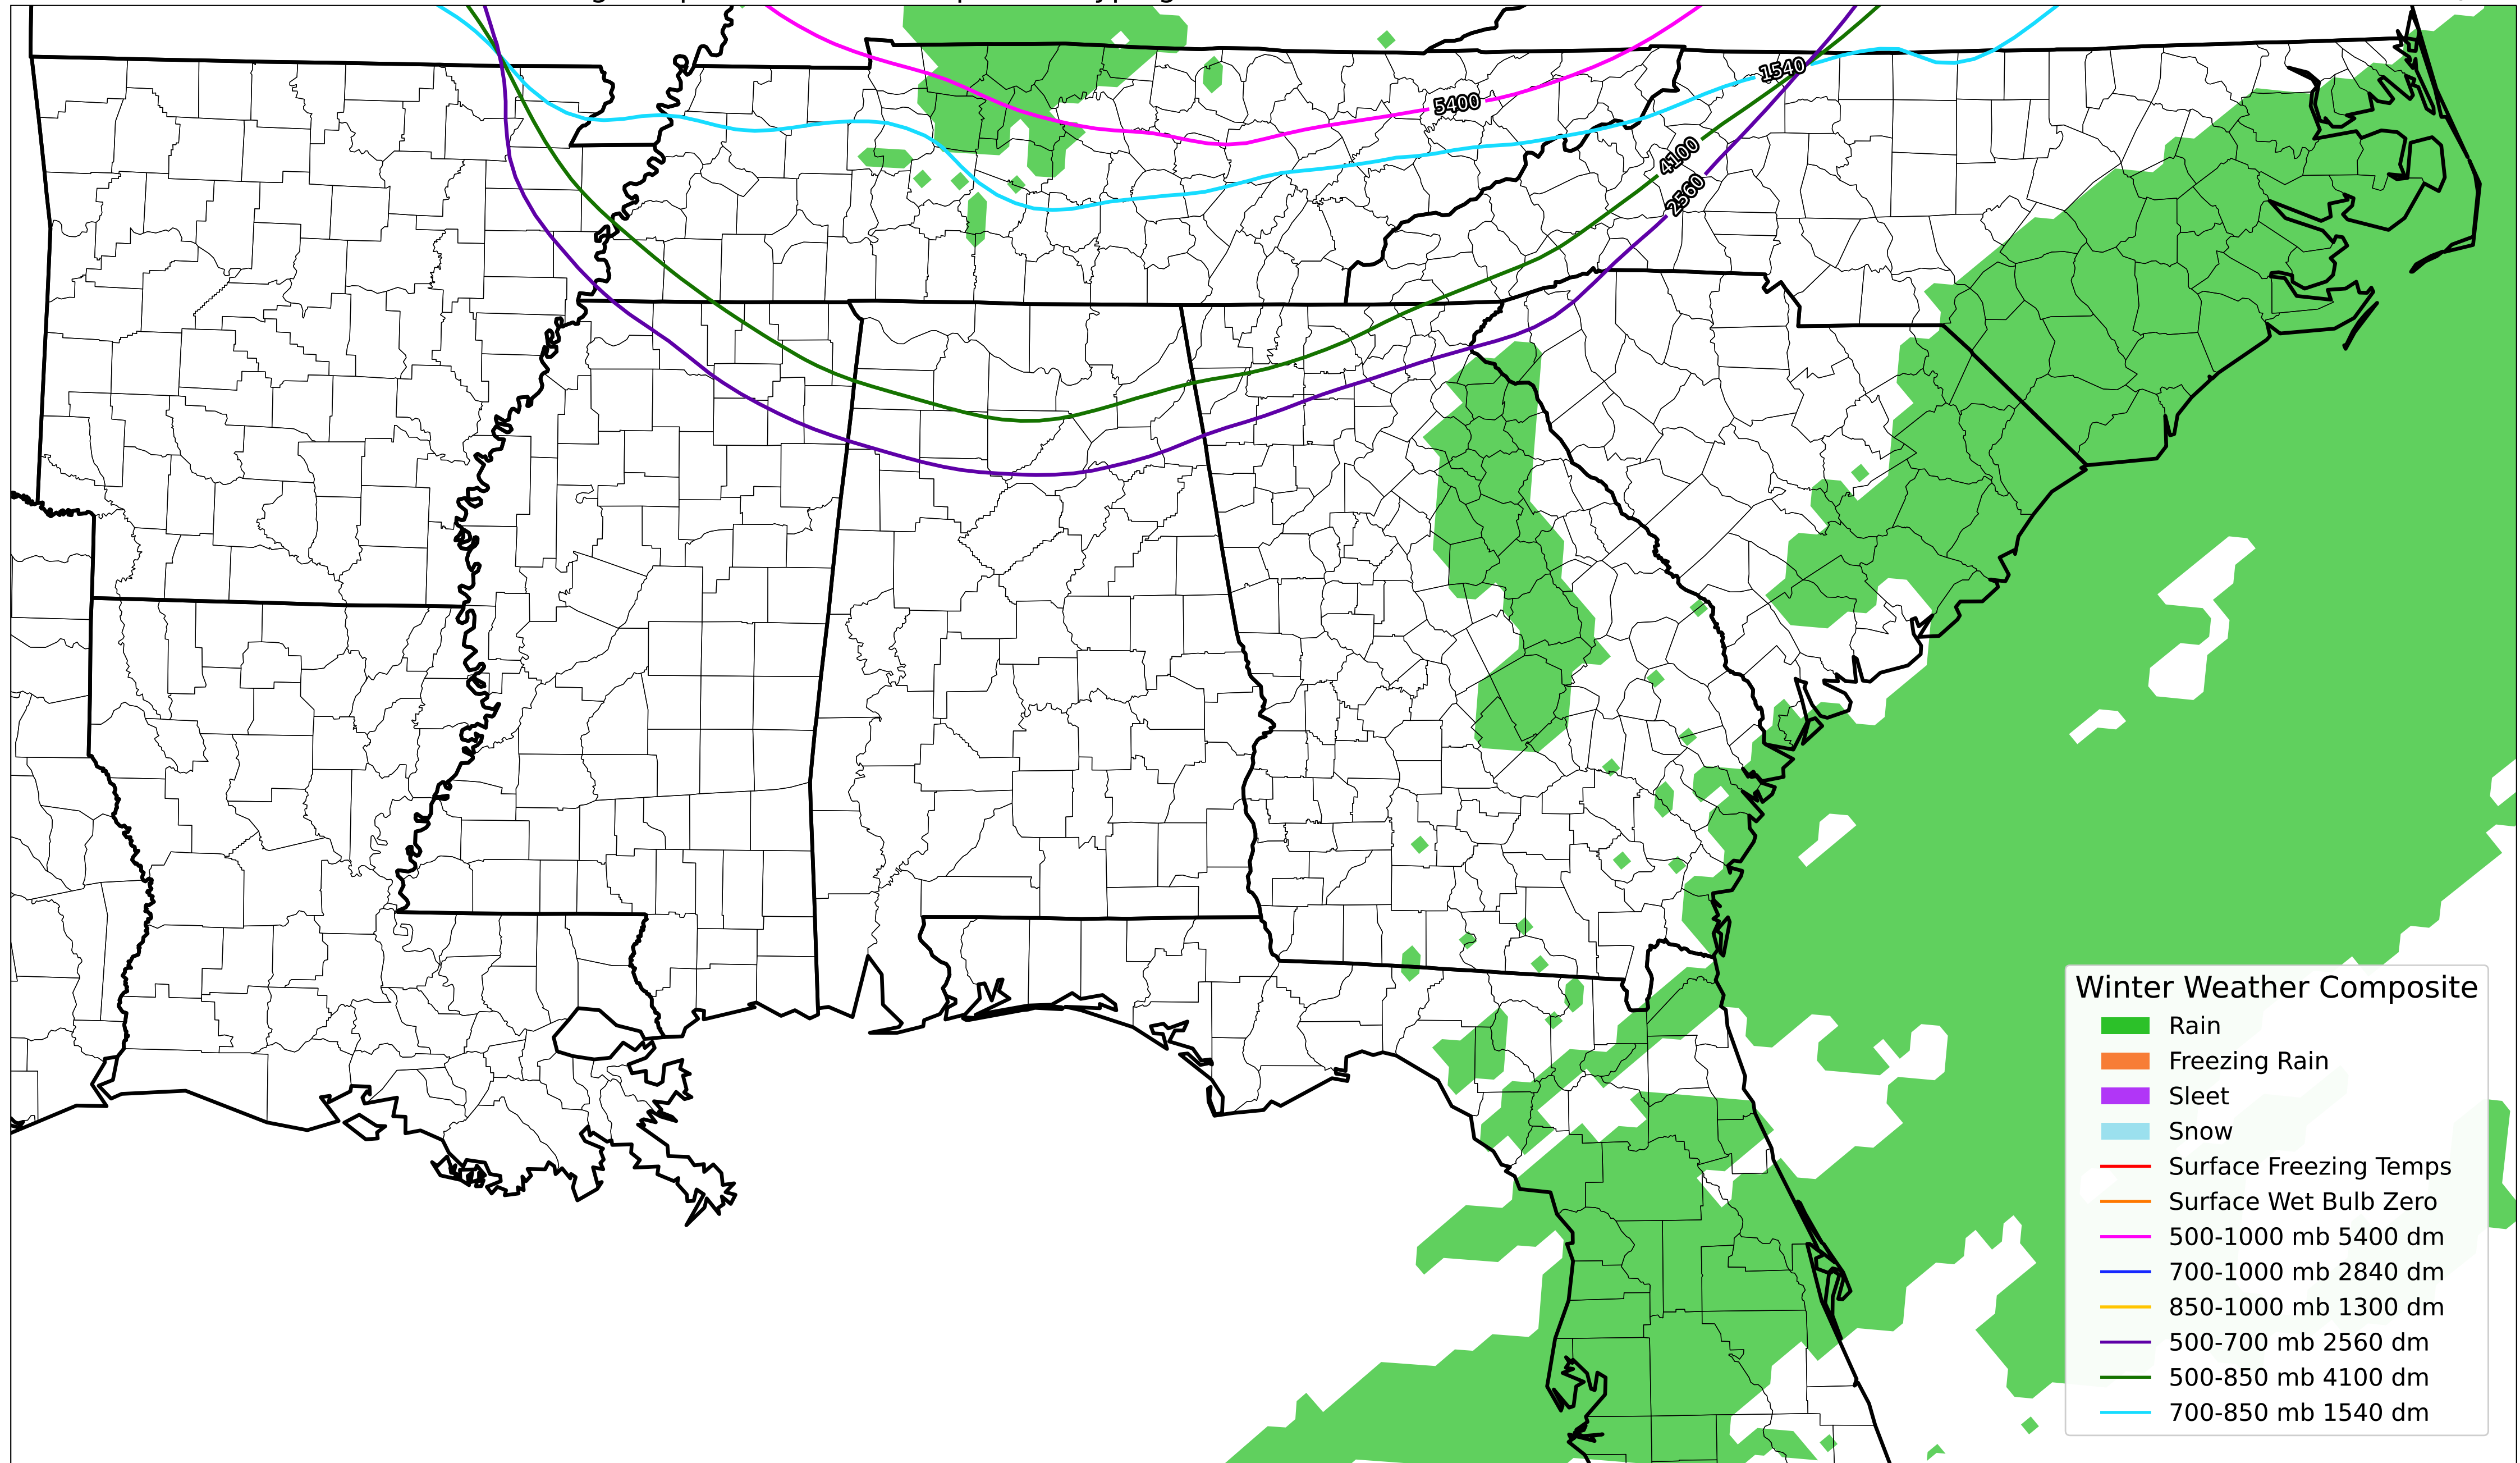 1540
5400
4100
2560
Winter Weather Composite
Rain
Freezing Rain
Sleet
Snow
Surface Freezing Temps
Surface Wet Bulb Zero
500-1000 mb 5400 dm
700-1000 mb 2840 dm
850-1000 mb 1300 dm
500-700 mb 2560 dm
500-850 mb 4100 dm
700-850 mb 1540 dm